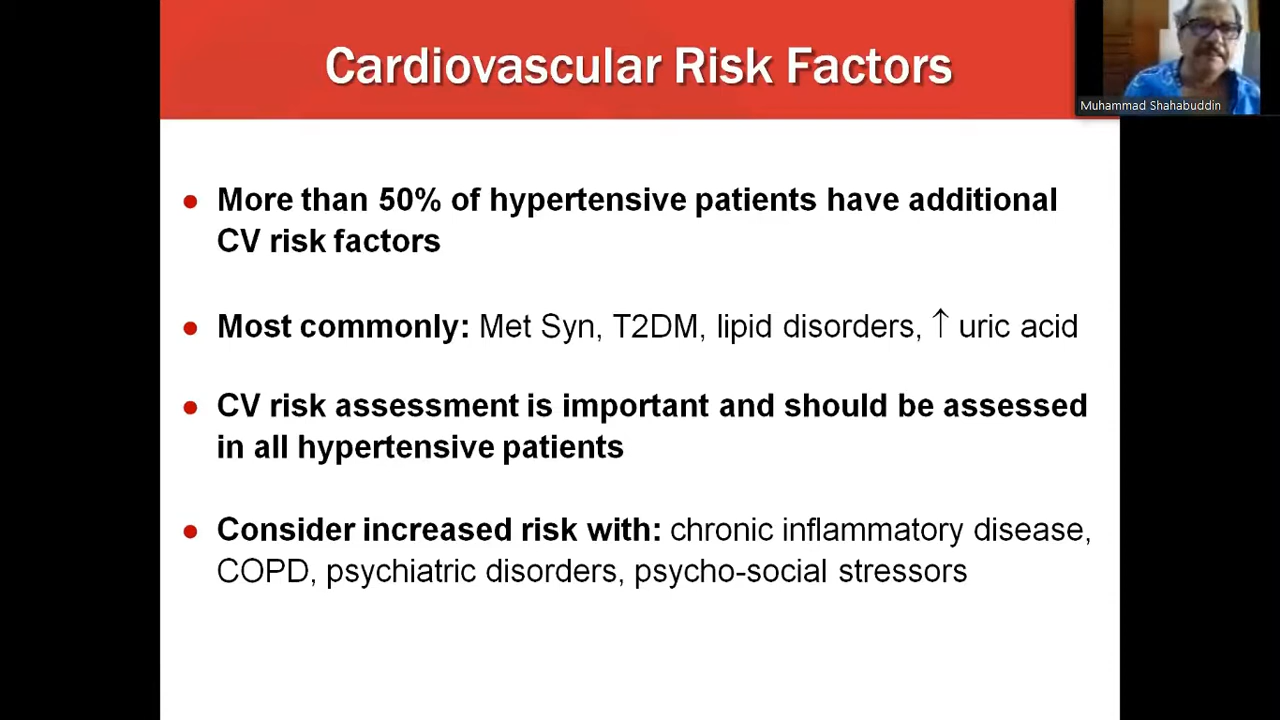 Cardiovascular Risk Factors
Muhammad Shahabuddin
● More than 50% of hypertensive patients have additional
CV risk factors
● Most commonly: Met Syn, T2DM, lipid disorders, ↑ uric acid
● CV risk assessment is important and should be assessed
in all hypertensive patients
● Consider increased risk with: chronic inflammatory disease,
COPD, psychiatric disorders, psycho-social stressors